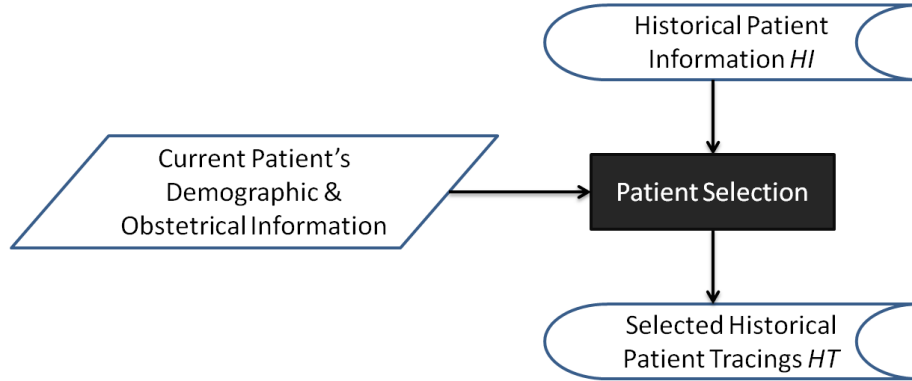 Historical Patient
Information HI
Current Patient's
Demographic &
Obstetrical Information
Patient Selection
Selected Historical
Patient Tracings HT